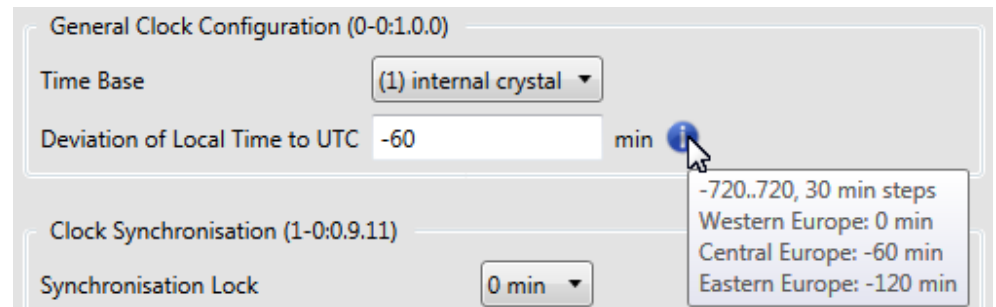 General Clock Configuration (0-0:1.0.0)
Time Base (1) internal crystal
Deviation of Local Time to UTC -60 min
-720..720, 30 min steps
Western Europe: 0 min
Central Europe: -60 min
Eastern Europe: -120 min
Clock Synchronisation (1-0:0.9.11)
Synchronisation Lock 0 min